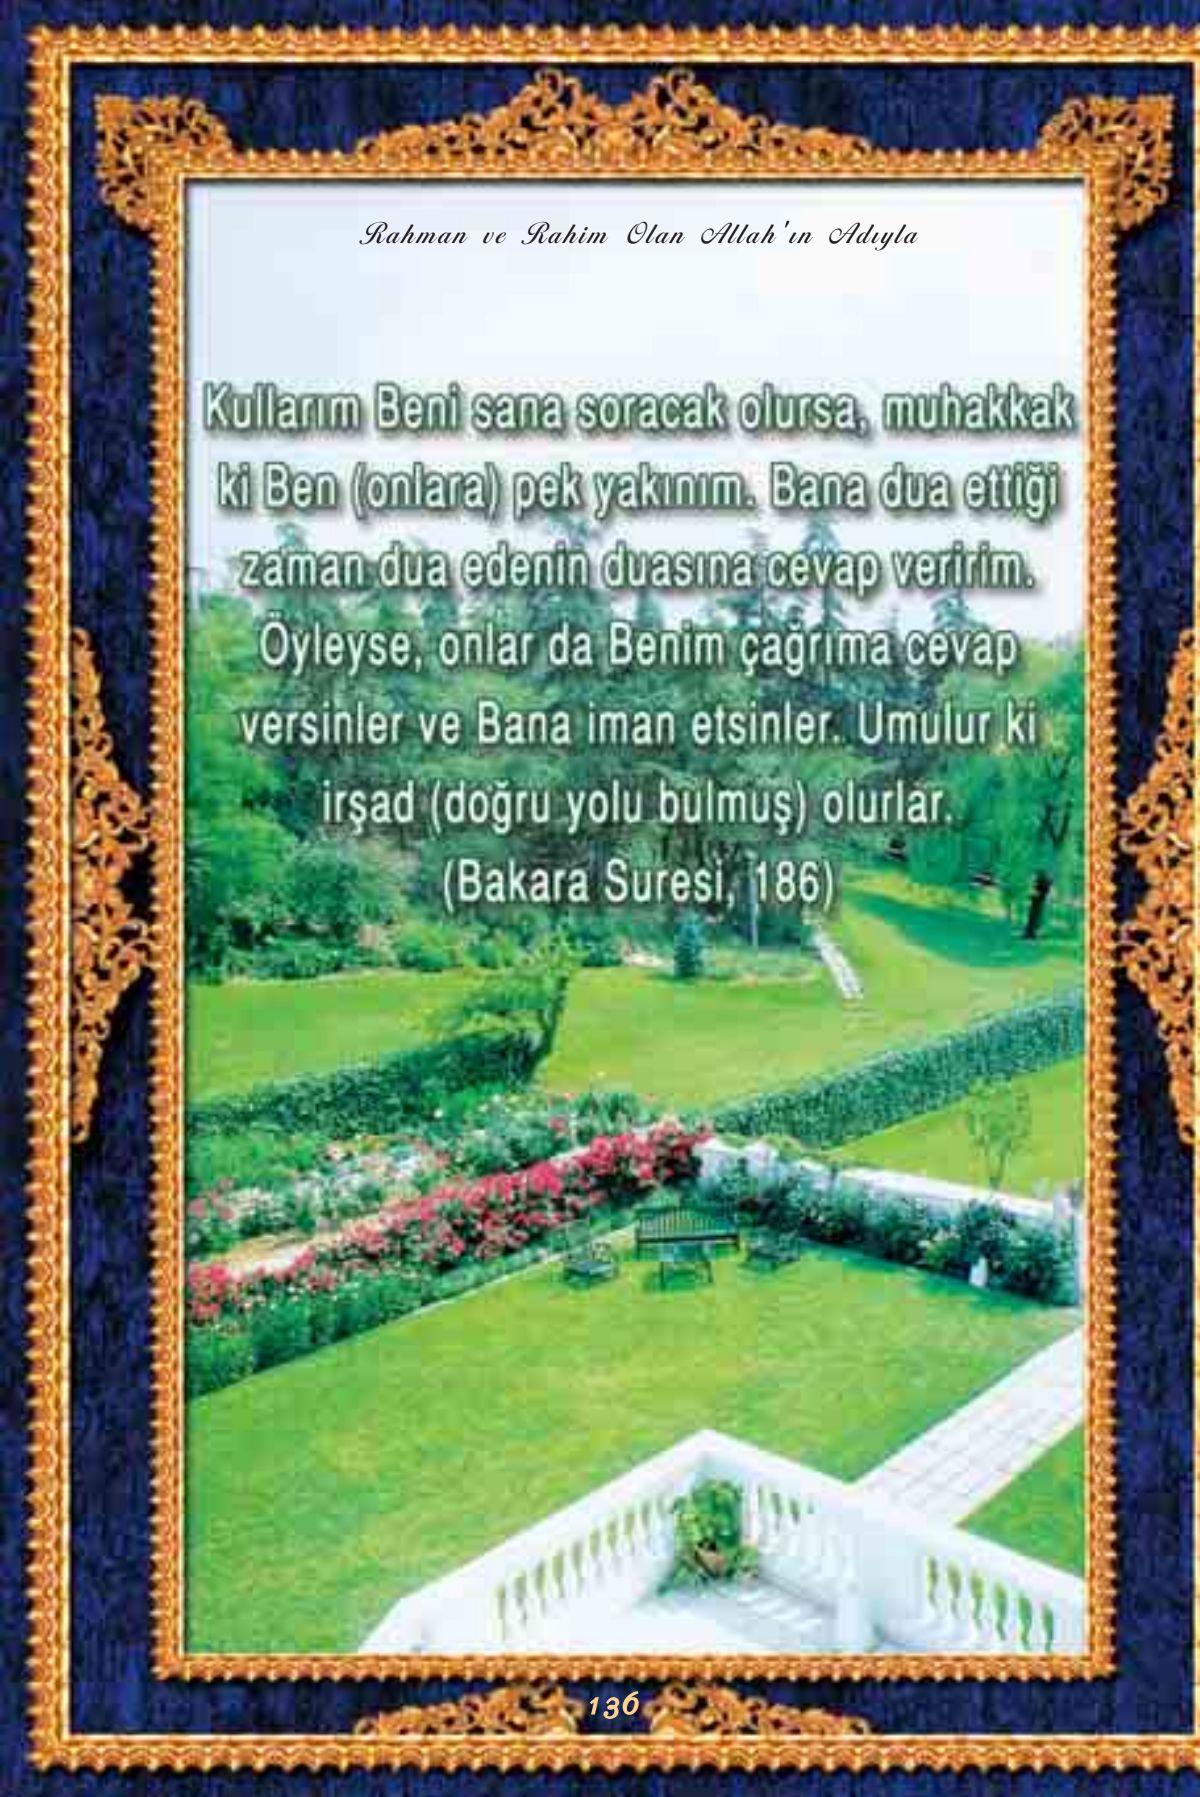 Rahman ve Rahim Olan Allah'ın Adıyla
Kullarım Beni sana soracak olursa, muhakkak
ki Ben (onlara) pek yakınım. Bana dua ettiği
zaman dua edenin duasına cevap veririm.
Öyleyse, onlar da Benim çağrıma cevap
versinler ve Bana iman etsinler. Umulur ki
irşad (doğru yolu bulmuş) olurlar.
(Bakara Suresi, 186)
136